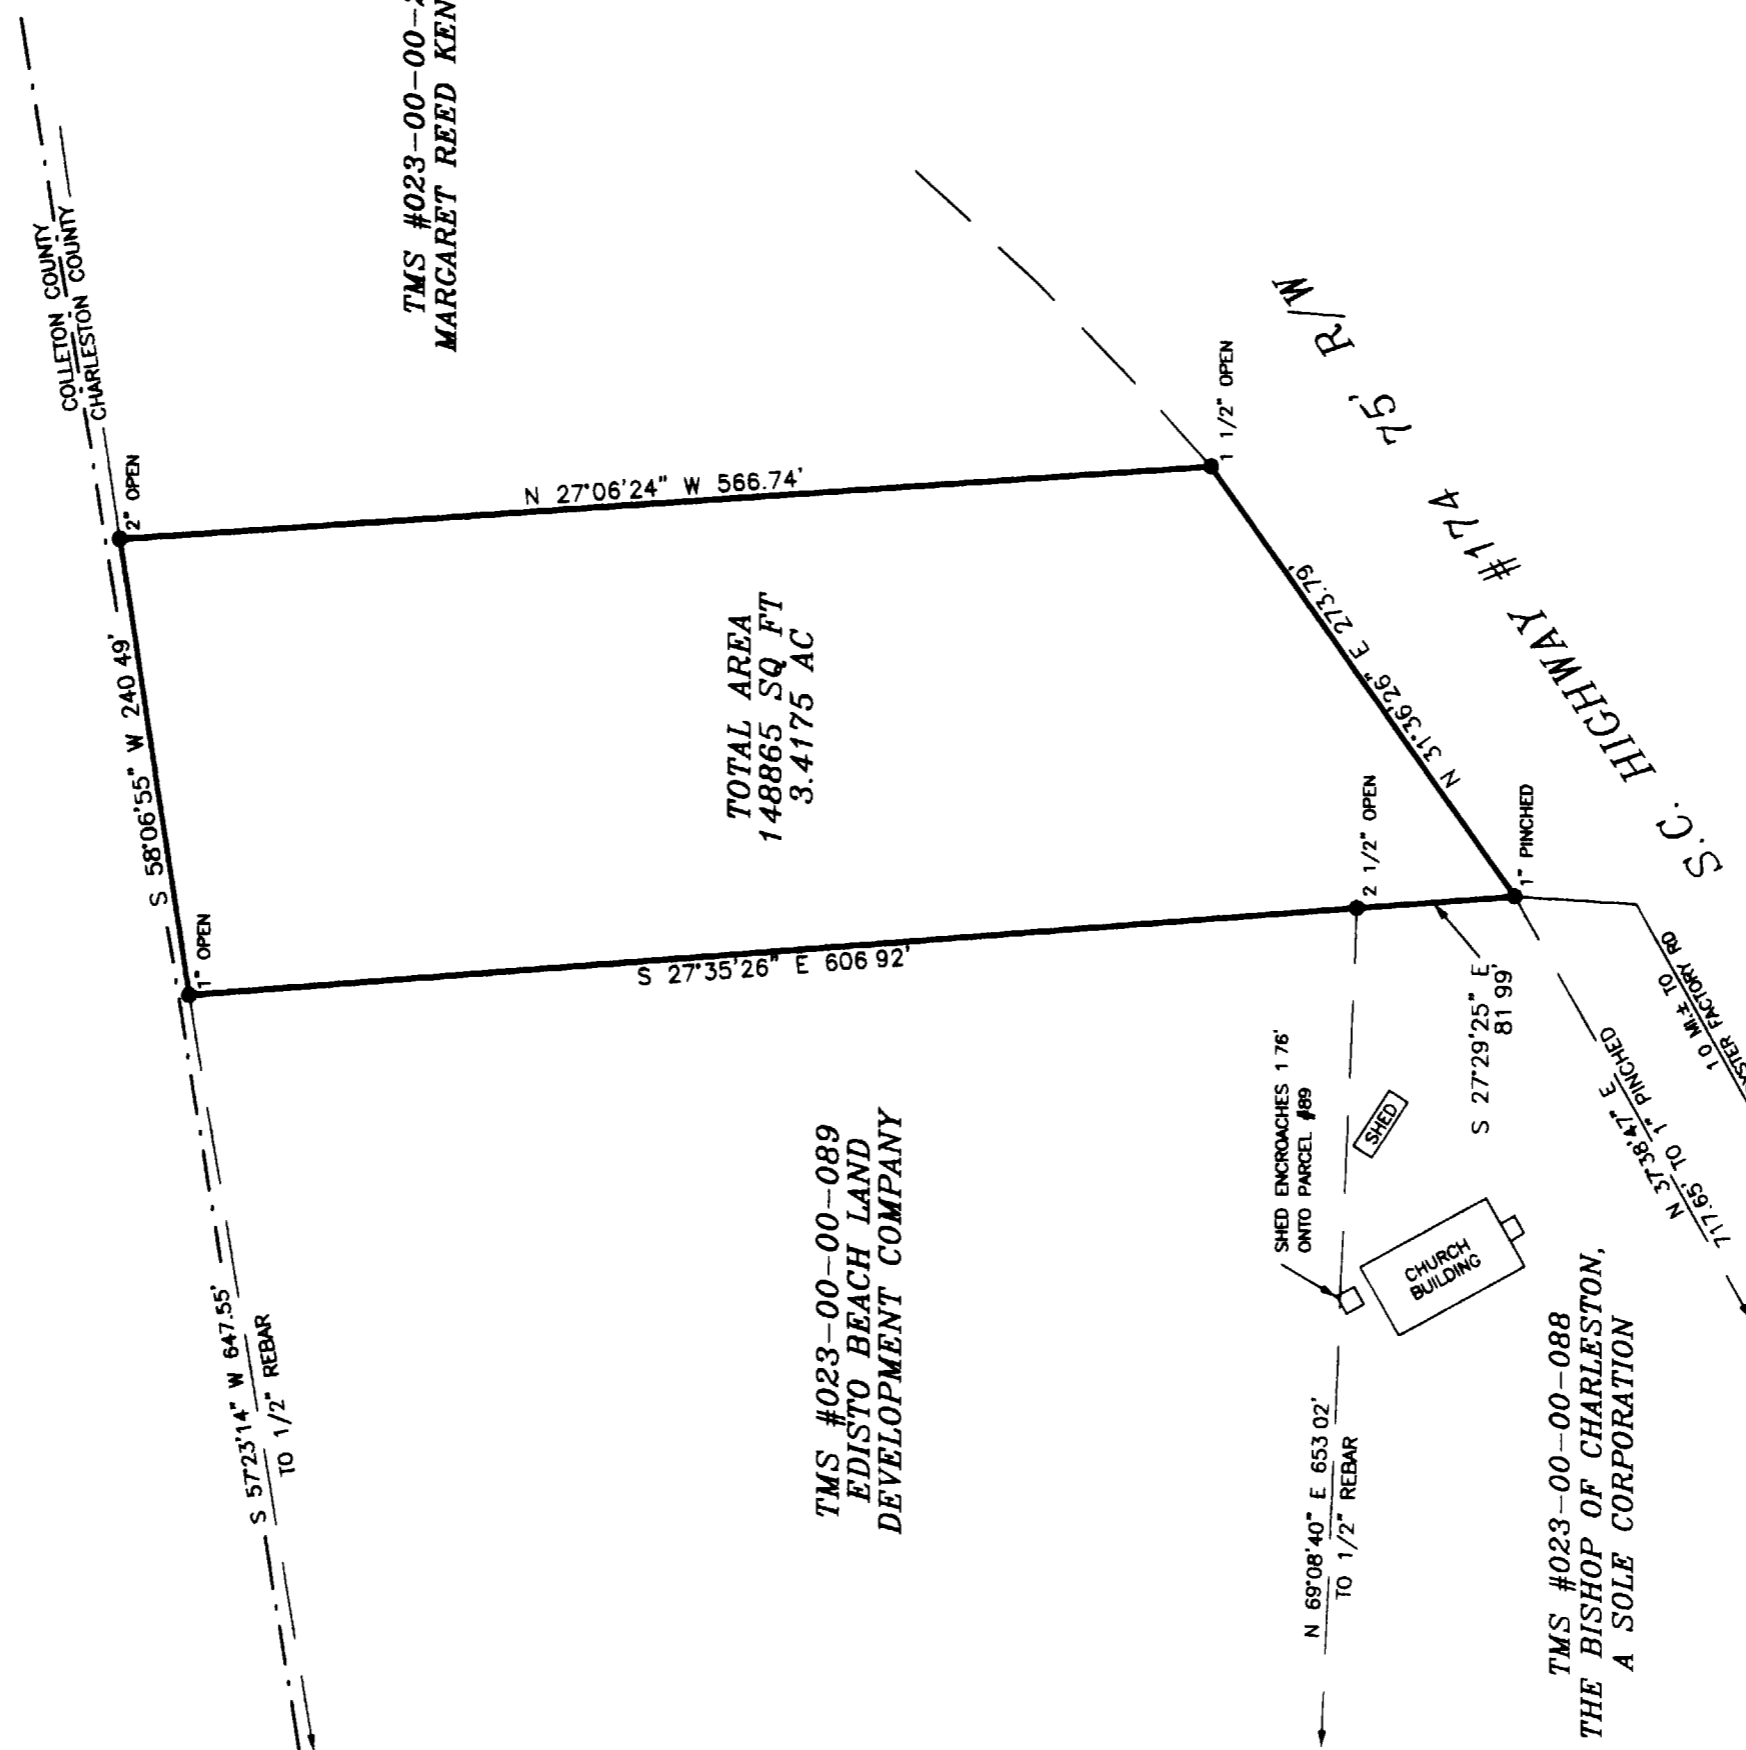 COLLETON COUNTY
CHARLESTON COUNTY
TMS #023-00-00-
MARGARET REED
2" OPEN
N 27°06'24" W 566.74'
1 1/2" OPEN
S 58°06'55" W 240 49'
TOTAL AREA
148865 SQ FT
3.4175 AC
N 31°36'26" E 273.79'
S.C. HIGHWAY #174 75' R/W
1" OPEN
S 27°35'26" E 606 92'
2 1/2" OPEN
1" PINCHED
S 27°29'25" E
81 99'
1 0 MI.± TO
FACTORY RD
N 37°38'47" E
717.65' TO 1" PINCHED
SHED ENCROACHES 1 76'
ONTO PARCEL #89
SHED
CHURCH
BUILDING
TMS #023-00-00-089
EDISTO BEACH LAND
DEVELOPMENT COMPANY
S 57°23'14" W 647.55'
TO 1/2" REBAR
N 69°08'40" E 653 02'
TO 1/2" REBAR
TMS #023-00-00-088
THE BISHOP OF CHARLESTON,
A SOLE CORPORATION